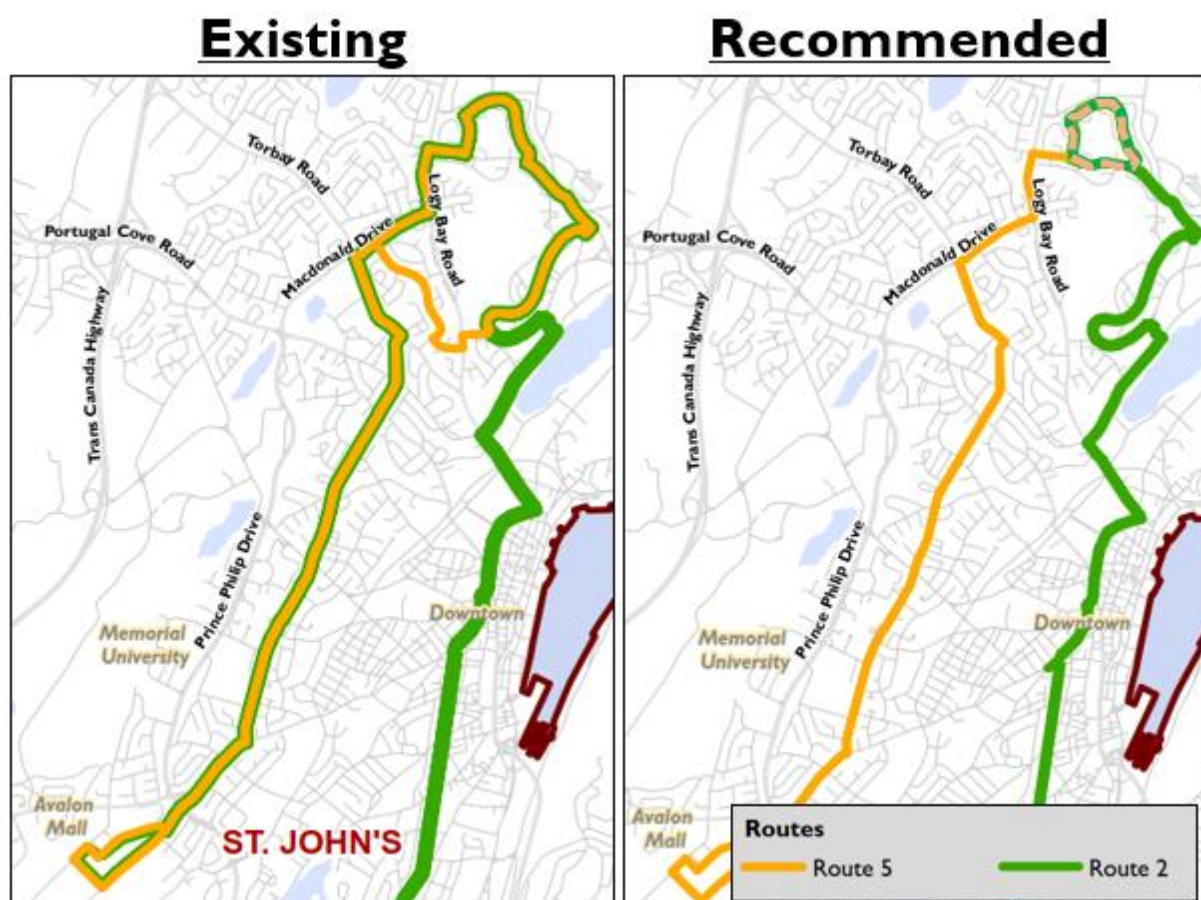 Existing
Recommended
Torbay Road
Logy Bay Road
Macdonald Drive
Portugal Cove Road
Trans Canada Highway
Prince Philip Drive
Memorial
University
Downtown
Avalon
Mall
ST. JOHN'S
Torbay Road
Logy Bay Road
Macdonald Drive
Portugal Cove Road
Trans Canada Highway
Prince Philip Drive
Memorial
University
Downtown
Avalon
Mall
Routes
Route 5
Route 2